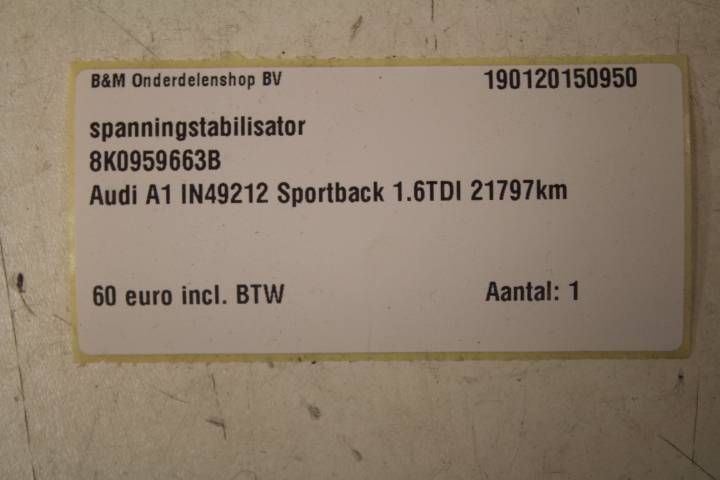 B&M Onderdelenshop BV 190120150950
spanningstabilisator
8K0959663B
Audi A1 IN49212 Sportback 1.6TDI 21797km
60 euro incl. BTW Aantal: 1